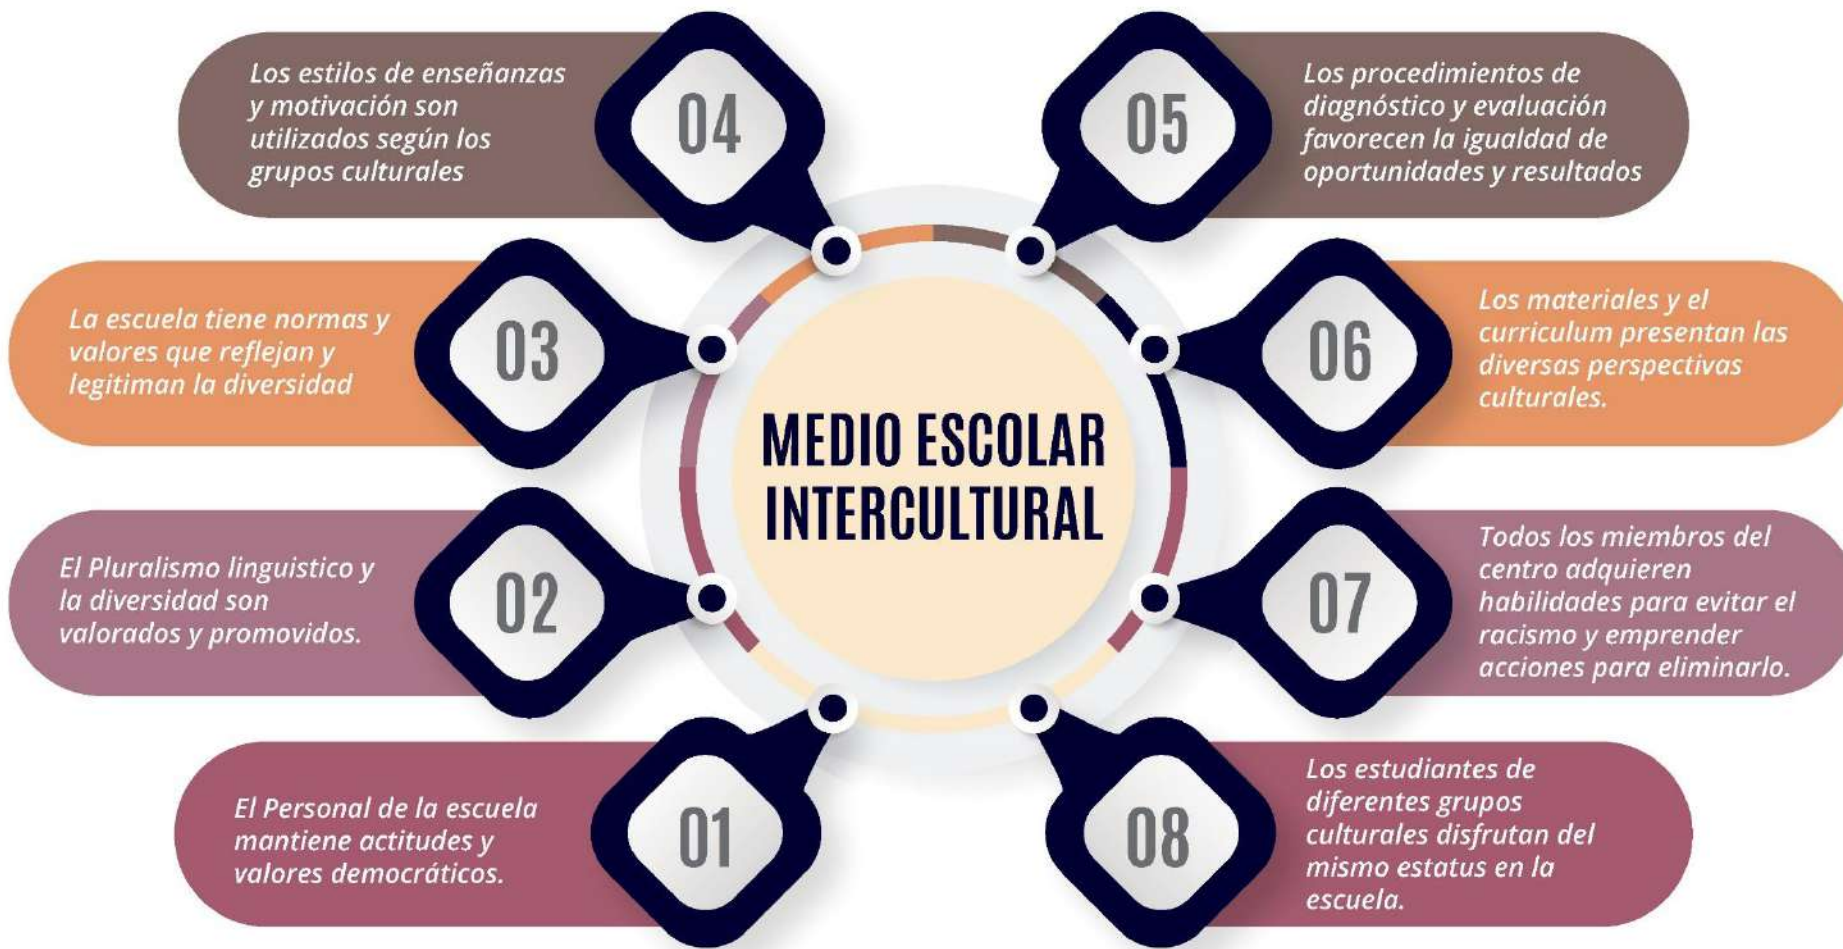 Los estilos de enseñanzas
y motivación son
utilizados según los
grupos culturales
04
05
Los procedimientos de
diagnóstico y evaluación
favorecen la igualdad de
oportunidades y resultados
La escuela tiene normas y
valores que reflejan y
legitiman la diversidad
03
06
Los materiales y el
curriculum presentan las
diversas perspectivas
culturales.
MEDIO ESCOLAR
INTERCULTURAL
El Pluralismo linguistico y
la diversidad son
valorados y promovidos.
02
07
Todos los miembros del
centro adquieren
habilidades para evitar el
racismo y emprender
acciones para eliminarlo.
El Personal de la escuela
mantiene actitudes y
valores democráticos.
01
08
Los estudiantes de
diferentes grupos
culturales disfrutan del
mismo estatus en la
escuela.